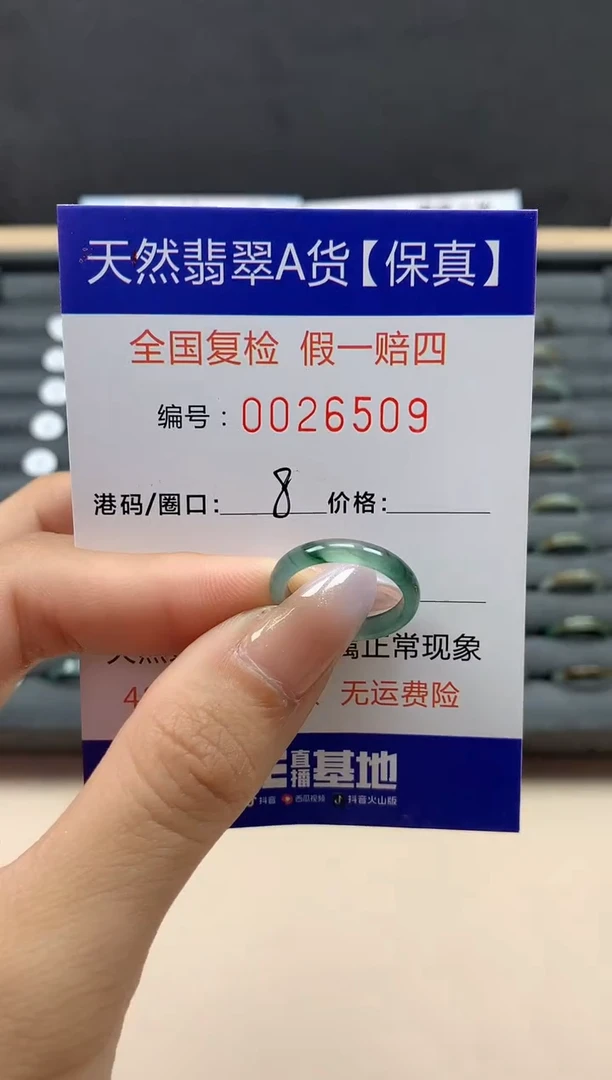 天然翡翠A货【保真】
全国复检 假一赔四
编号：0026509
港码/圈口: 8 价格:
正常现象
无运费险
直播基地
抖音 西瓜视频 抖音火山版